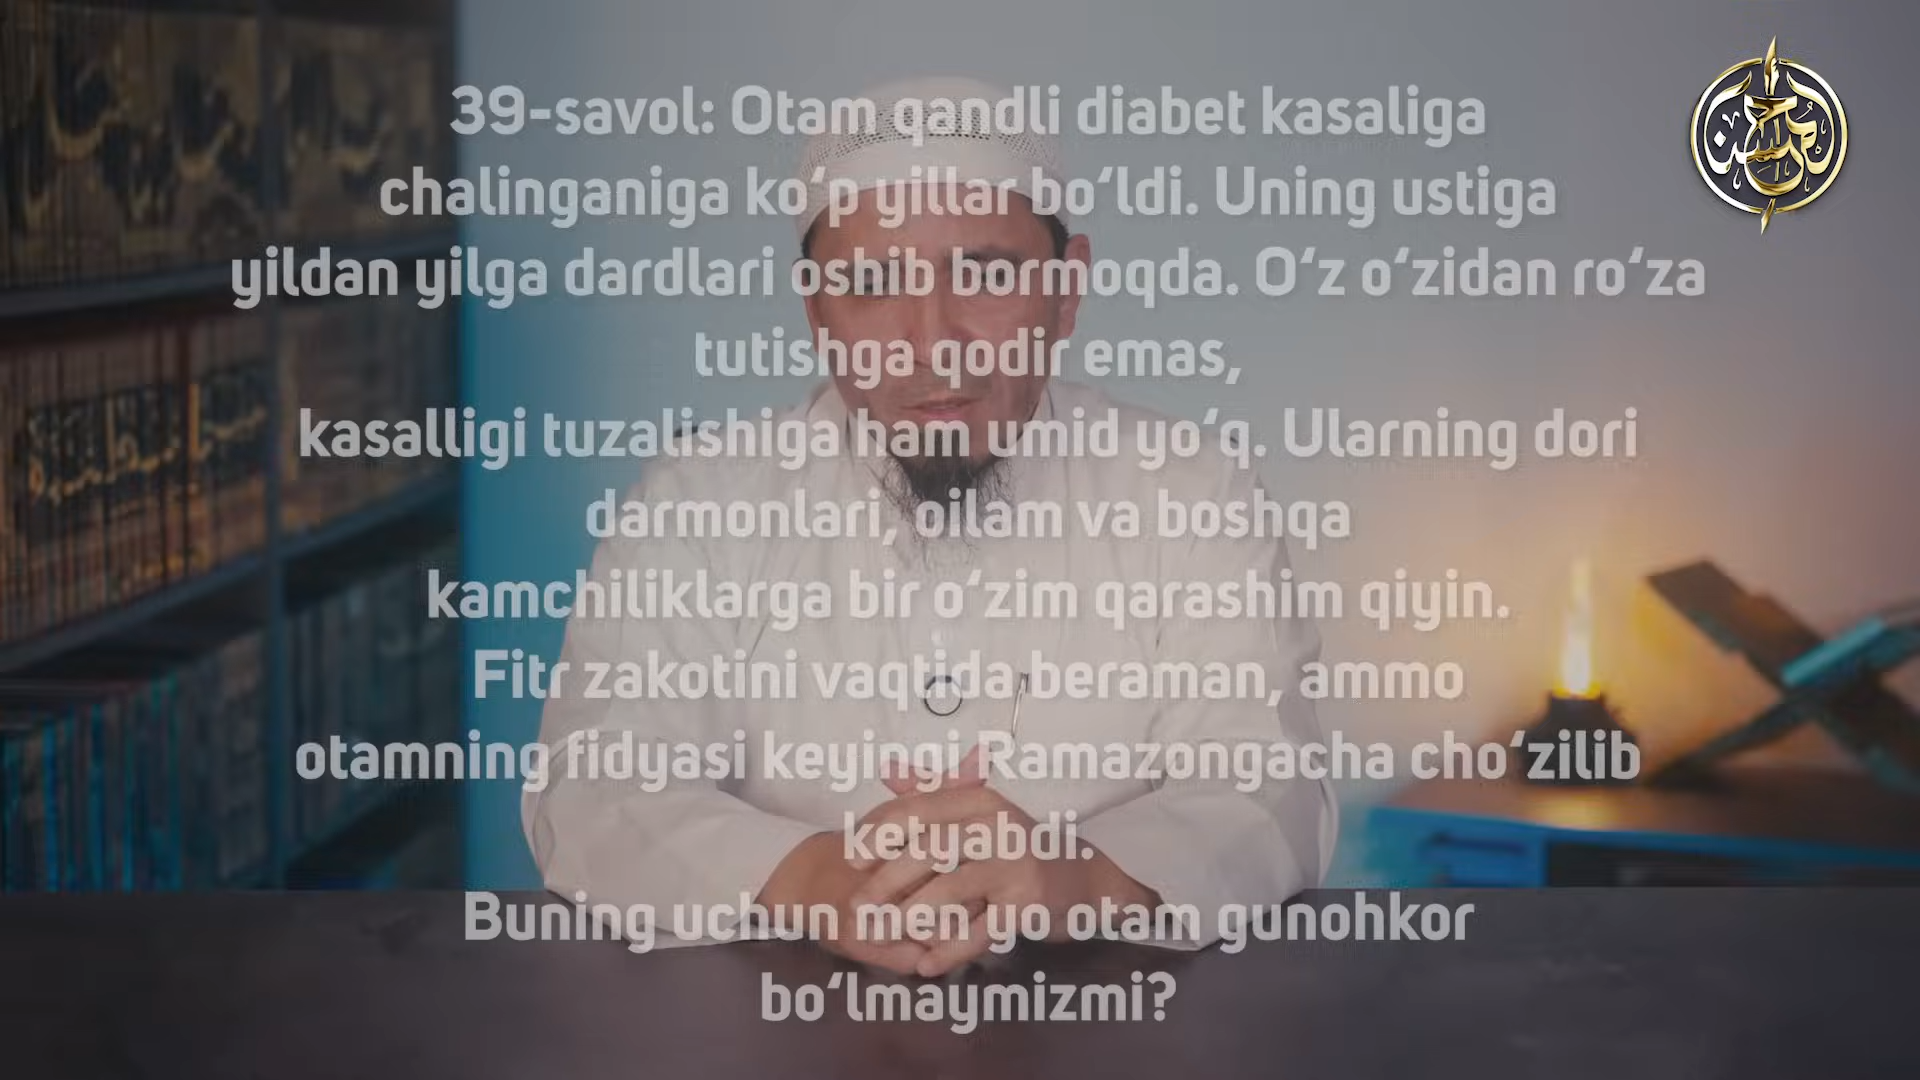 39-savol: Otam qandli diabet kasaliga
chalinganiga ko‘p yillar bo‘ldi. Uning ustiga
yildan yilga dardlari oshib bormoqda. O‘z o‘zidan ro‘za
tutishga qodir emas,
kasalligi tuzalishiga ham umid yo‘q. Ularning dori
darmonlari, oilam va boshqa
kamchiliklarga bir o‘zim qarashim qiyin.
Fitr zakotini vaqtida beraman, ammo
otamning fidyasi keyingi Ramazongacha cho‘zilib
ketyabdi.
Buning uchun men yo otam gunohkor
bo‘lmaymizmi?